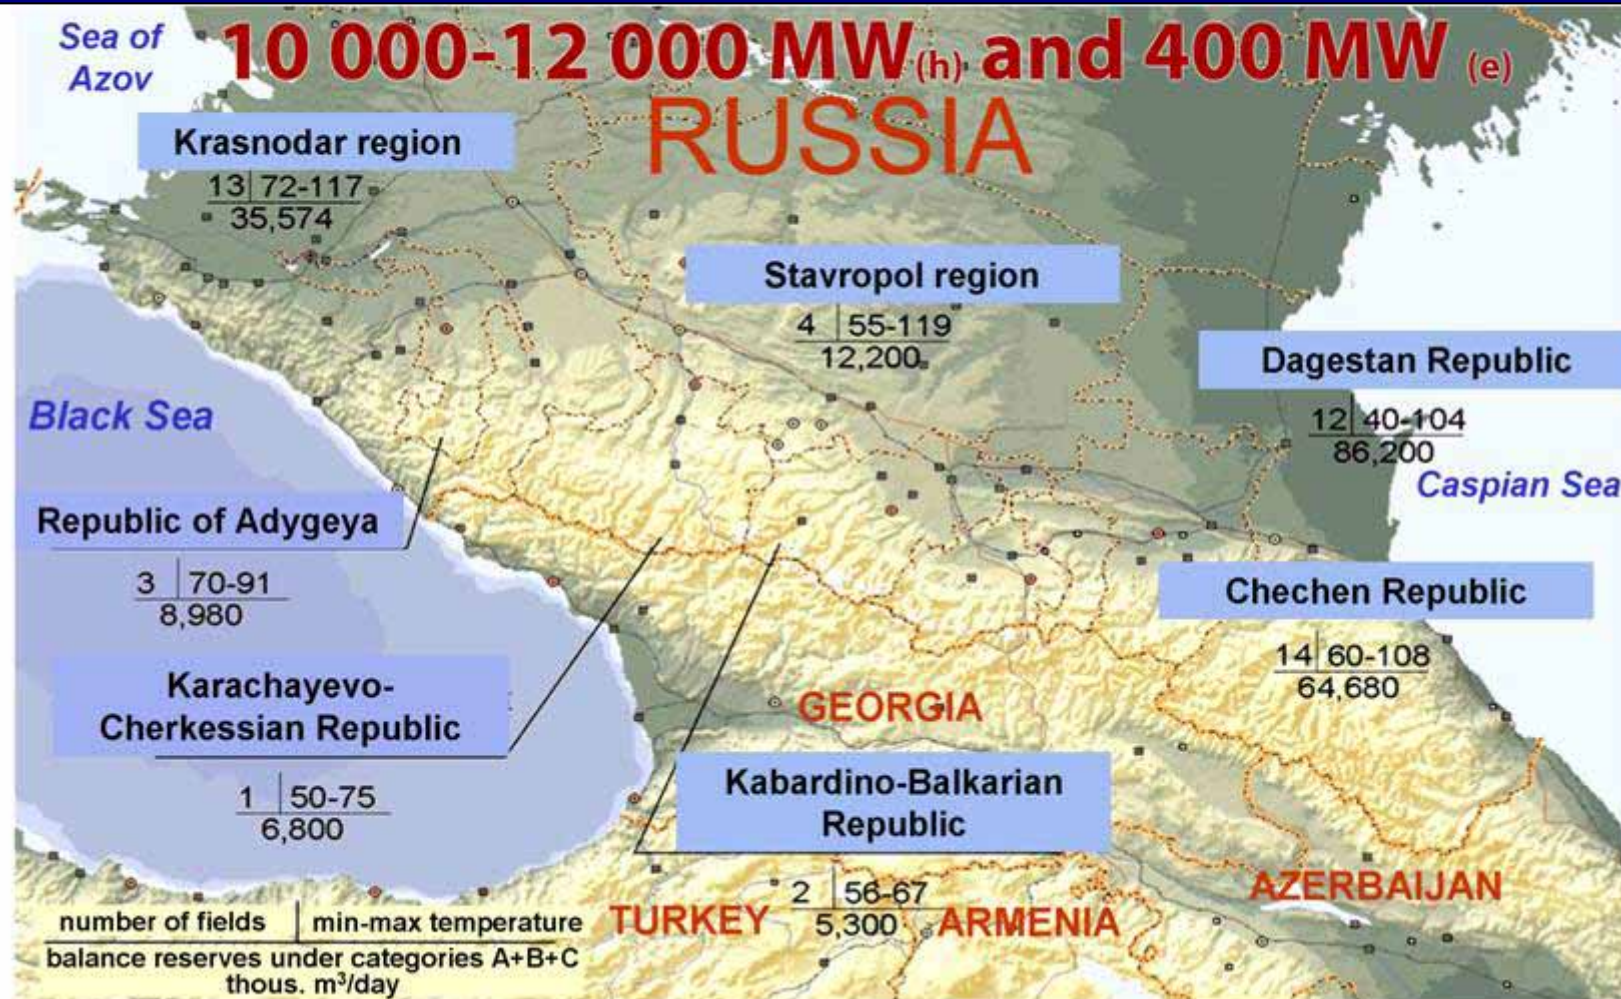 Sea of
Azov
10 000-12 000 MW(h) and 400 MW (e)
RUSSIA
Krasnodar region
13 72-117
35,574
Stavropol region
4 55-119
12,200
Dagestan Republic
12 40-104
86,200
Black Sea
Caspian Sea
Republic of Adygeya
3 70-91
8,980
Chechen Republic
14 60-108
64,680
Karachayevo-
Cherkessian Republic
1 50-75
6,800
GEORGIA
Kabardino-Balkarian
Republic
2 56-67
5,300
TURKEY
ARMENIA
AZERBAIJAN
number of fields min-max temperature
balance reserves under categories A+B+C
thous. m³/day